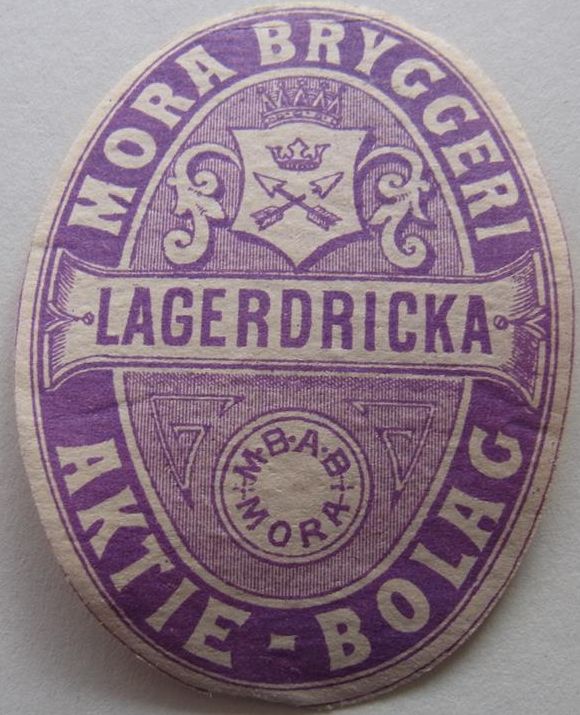 MORA BRYGGERI
LAGERDRICKA
M·B·A·B
MORA
AKTIE-BOLAG